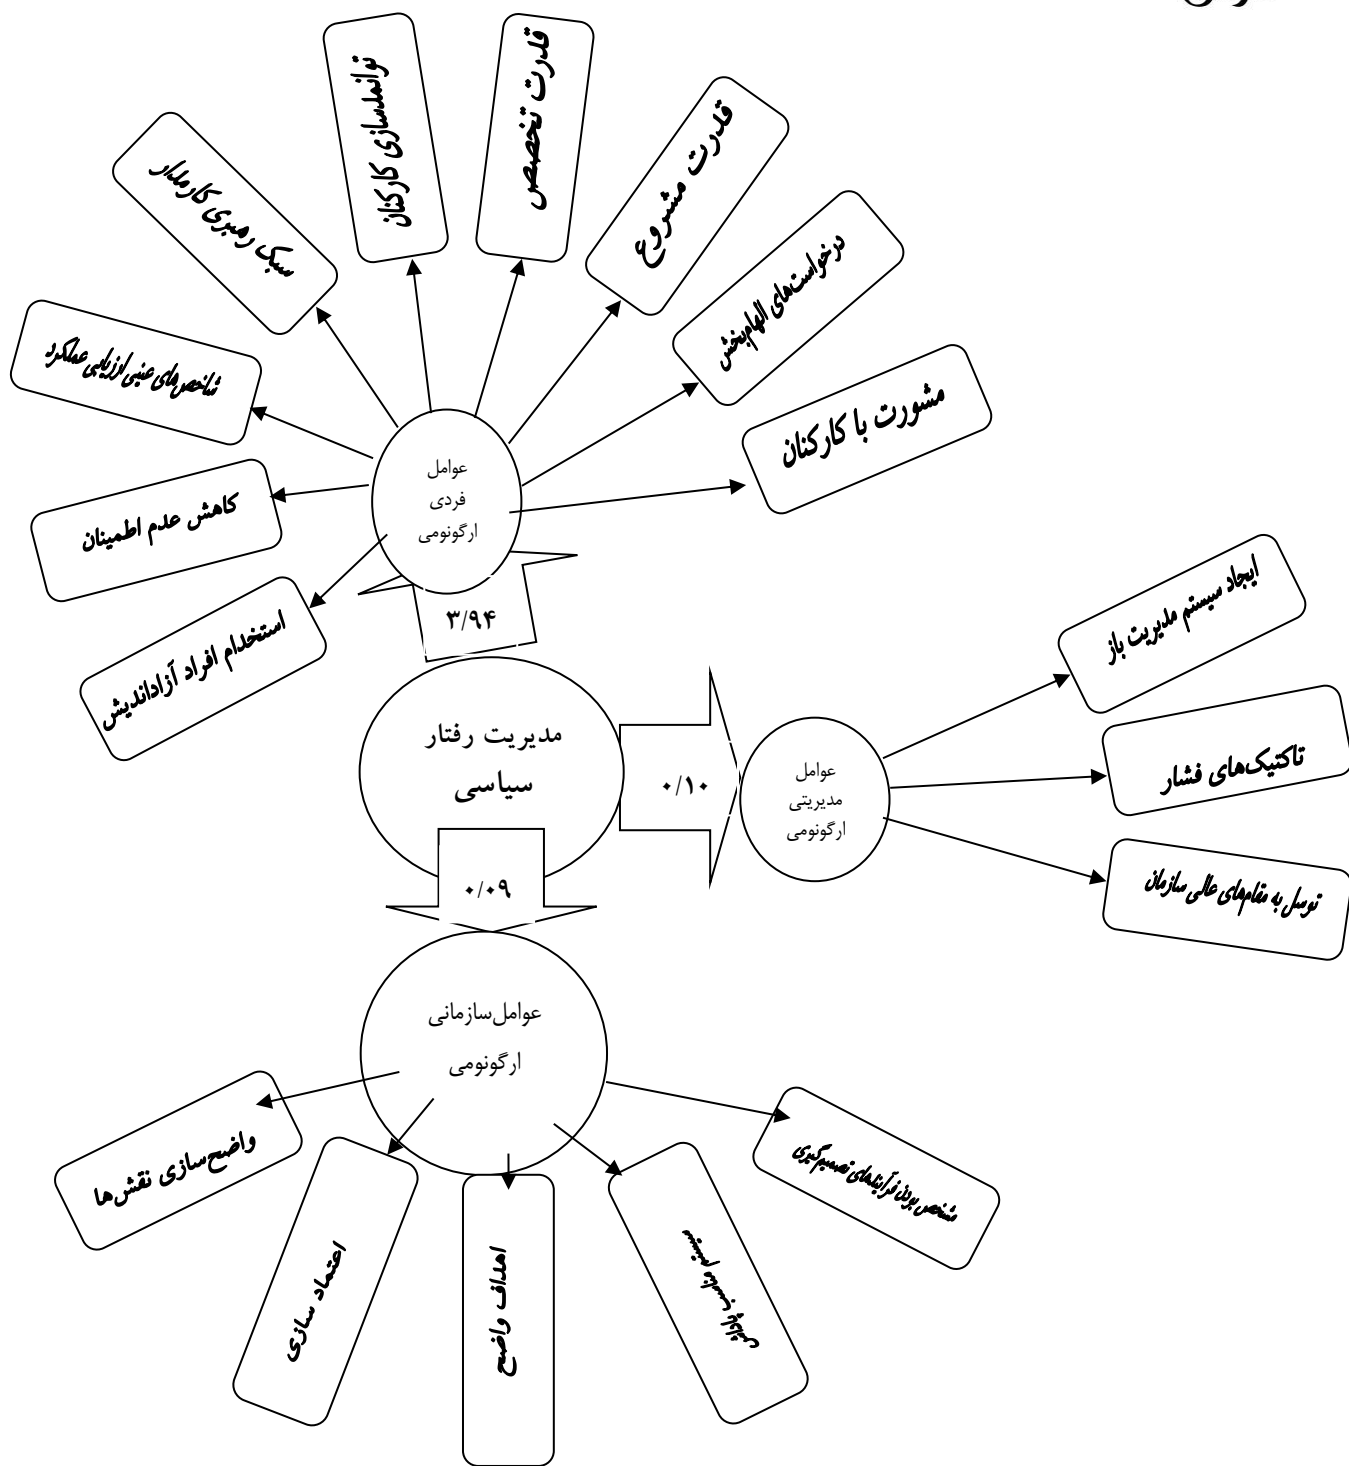 توانمندسازی کارکنان
قدرت تخصص
قدرت مشروع
سبک رهبری کارمندمدار
درخواست‌های الهام‌بخش
شاخص‌های عینی ارزیابی عملکرد
مشورت با کارکنان
عوامل
فردی
ارگونومی
کاهش عدم اطمینان
استخدام افراد آزاداندیش
۳/۹۴
ایجاد سیستم مدیریت باز
مدیریت رفتار
سیاسی
۰/۱۰
عوامل
مدیریتی
ارگونومی
تاکتیک‌های فشار
توسل به مقام‌های عالی سازمان
۰/۰۹
عوامل‌سازمانی
ارگونومی
واضح‌سازی نقش‌ها
اعتماد سازی
اهداف واضح
سیستم مناسب پاداش
مشخص بودن فرآیندهای تصمیم‌گیری